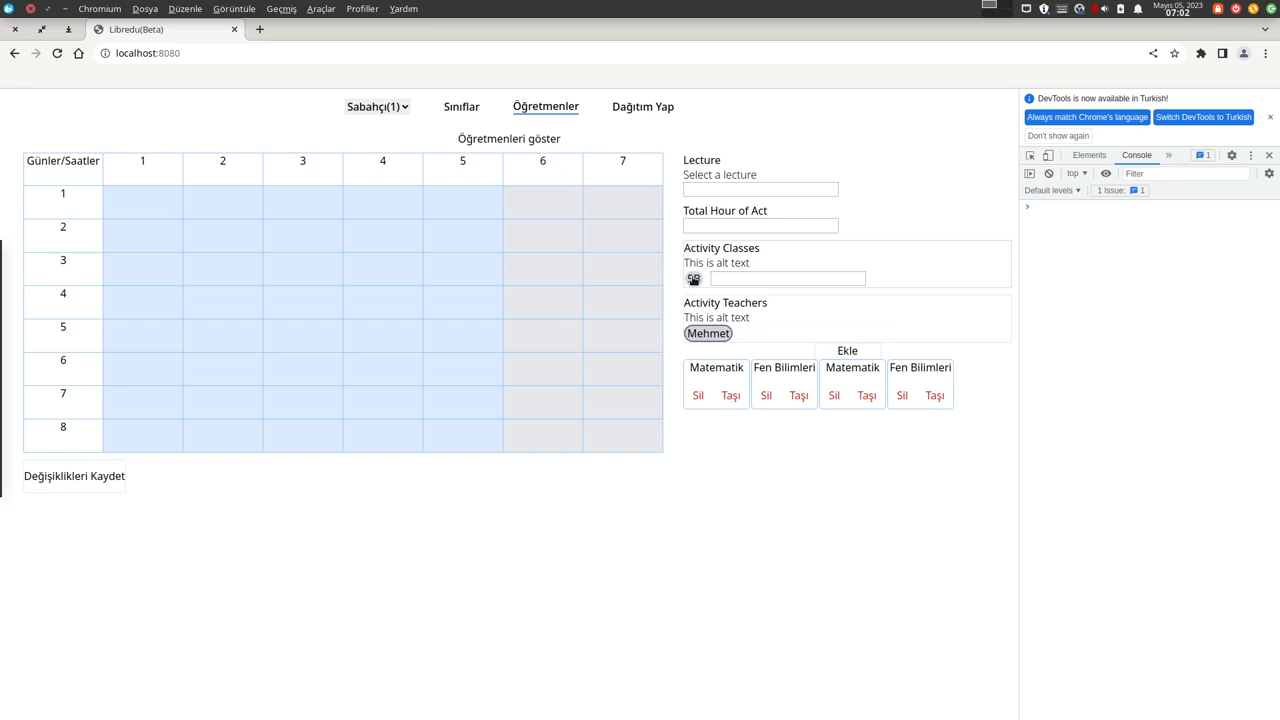 Chromium Dosya Düzenle Görüntüle Geçmiş Araçlar Profiller Yardım
Mayıs 05, 2023
07:02
Libredu(Beta)
localhost:8080
Sabahçı(1) Sınıflar Öğretmenler Dağıtım Yap
Öğretmenleri göster
Günler/Saatler 1 2 3 4 5 6 7
1
2
3
4
5
6
7
8
Değişiklikleri Kaydet
Lecture
Select a lecture
Total Hour of Act
Activity Classes
This is alt text
Activity Teachers
This is alt text
Mehmet
Ekle
Matematik Fen Bilimleri Matematik Fen Bilimleri
Sil Taşı Sil Taşı Sil Taşı Sil Taşı
DevTools is now available in Turkish!
Always match Chrome's language Switch DevTools to Turkish
Don't show again
Elements Console 1
top Filter
Default levels 1 Issue: 1